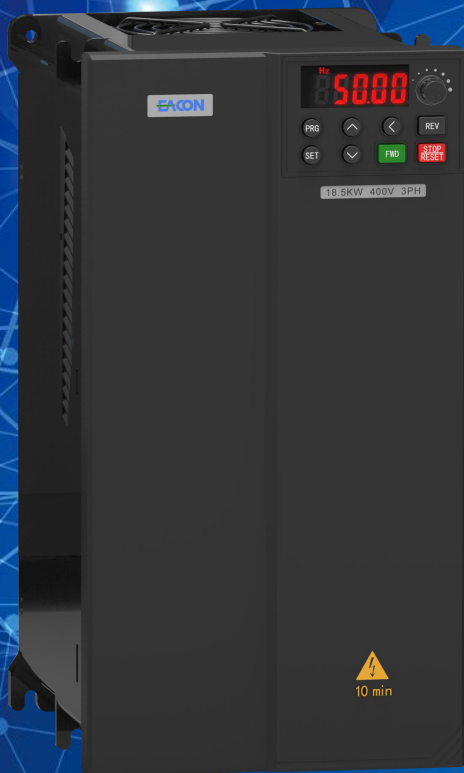 EACON
Hz
50.00
PRG
REV
SET
FWD
STOP
RESET
18.5KW 400V 3PH
10 min